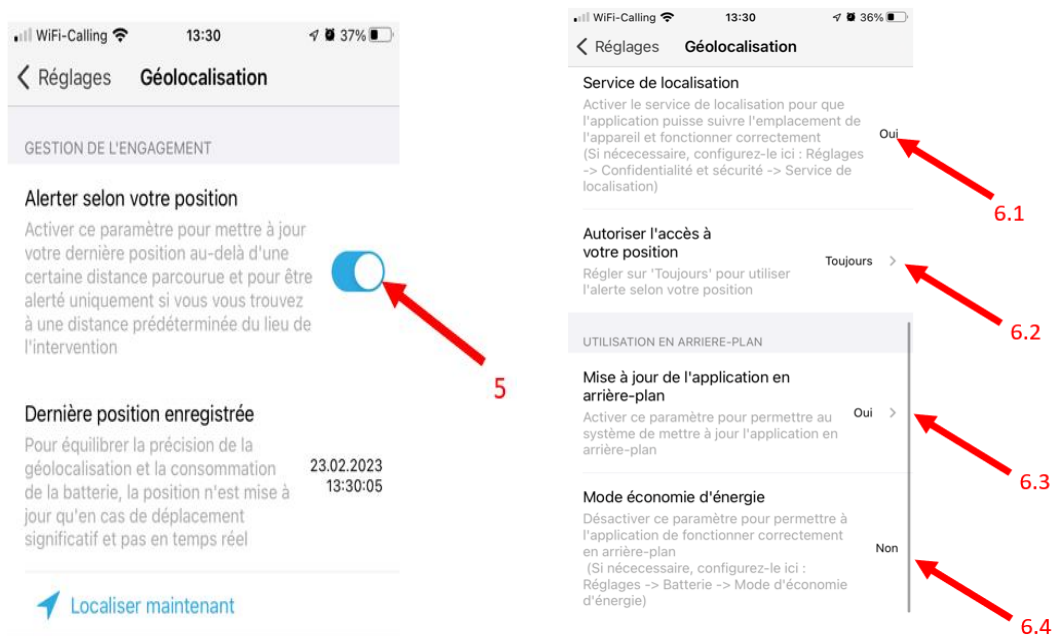 WiFi-Calling 13:30 37%
Réglages Géolocalisation
GESTION DE L'ENGAGEMENT
Alerter selon votre position
Activer ce paramètre pour mettre à jour
votre dernière position au-delà d'une
certaine distance parcourue et pour être
alerté uniquement si vous vous trouvez
à une distance prédéterminée du lieu de
l'intervention
5
Dernière position enregistrée
Pour équilibrer la précision de la
géolocalisation et la consommation
de la batterie, la position n'est mise à
jour qu'en cas de déplacement
significatif et pas en temps réel
23.02.2023
13:30:05
Localiser maintenant
WiFi-Calling 13:30 36%
Réglages Géolocalisation
Service de localisation
Activer le service de localisation pour que
l'application puisse suivre l'emplacement de
l'appareil et fonctionner correctement
(Si nécecessaire, configurez-le ici : Réglages
-> Confidentialité et sécurité -> Service de
localisation)
Oui
6.1
Autoriser l'accès à
votre position
Régler sur 'Toujours' pour utiliser
l'alerte selon votre position
Toujours
6.2
UTILISATION EN ARRIERE-PLAN
Mise à jour de l'application en
arrière-plan
Activer ce paramètre pour permettre au
système de mettre à jour l'application en
arrière-plan
Oui
6.3
Mode économie d'énergie
Désactiver ce paramètre pour permettre à
l'application de fonctionner correctement
en arrière-plan
(Si nécecessaire, configurez-le ici :
Réglages -> Batterie -> Mode d'économie
d'énergie)
Non
6.4